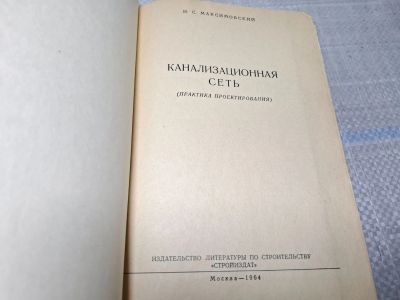 Н. С. МАКСИМОВСКИЙ
КАНАЛИЗАЦИОННАЯ
СЕТЬ
(ПРАКТИКА ПРОЕКТИРОВАНИЯ)
ИЗДАТЕЛЬСТВО ЛИТЕРАТУРЫ ПО СТРОИТЕЛЬСТВУ
«СТРОЙИЗДАТ»
Москва — 1964